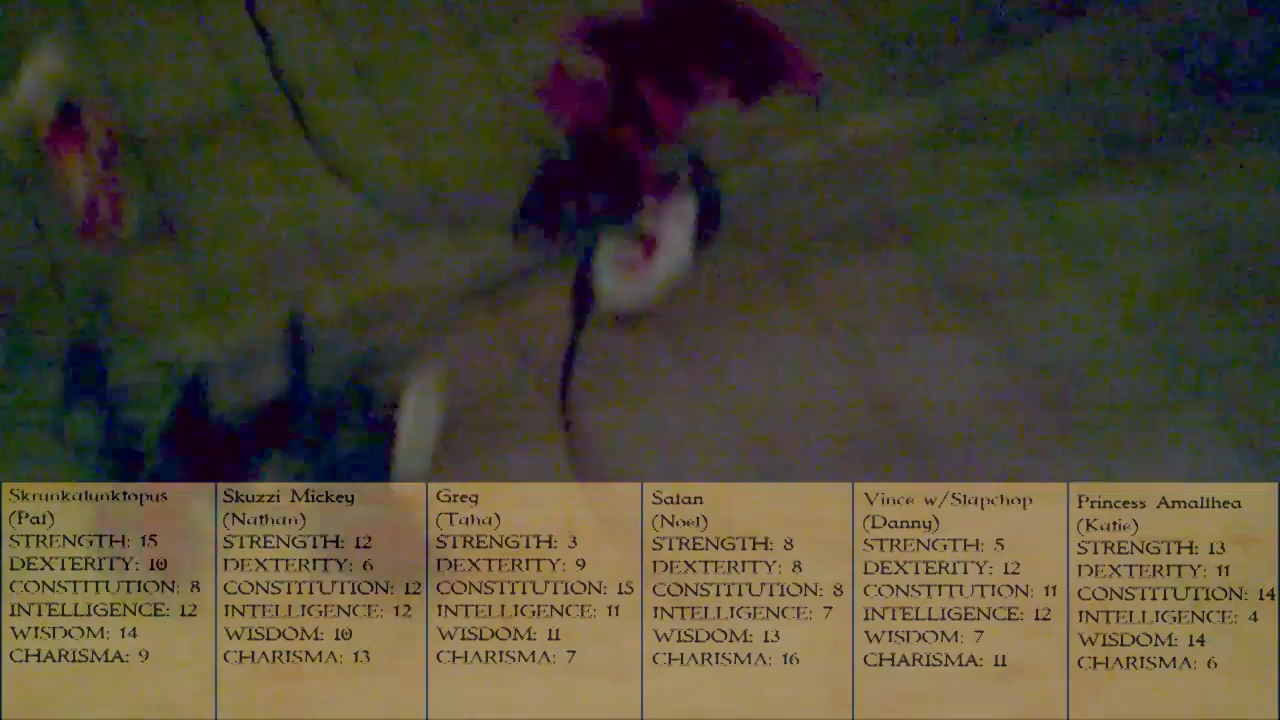 Skrunkalunktopus
(Pat)
STRENGTH: 15
DEXTERITY: 10
CONSTITUTION: 8
INTELLIGENCE: 12
WISDOM: 14
CHARISMA: 9
Skuzzi Mickey
(Nathan)
STRENGTH: 12
DEXTERITY: 6
CONSTITUTION: 12
INTELLIGENCE: 12
WISDOM: 10
CHARISMA: 13
Greg
(Taha)
STRENGTH: 3
DEXTERITY: 9
CONSTITUTION: 15
INTELLIGENCE: 11
WISDOM: 11
CHARISMA: 7
Satan
(Noel)
STRENGTH: 8
DEXTERITY: 8
CONSTITUTION: 8
INTELLIGENCE: 7
WISDOM: 13
CHARISMA: 16
Vince w/Slapchop
(Danny)
STRENGTH: 5
DEXTERITY: 12
CONSTITUTION: 11
INTELLIGENCE: 12
WISDOM: 7
CHARISMA: 11
Princess Amalthea
(Katie)
STRENGTH: 13
DEXTERITY: 11
CONSTITUTION: 14
INTELLIGENCE: 4
WISDOM: 14
CHARISMA: 6